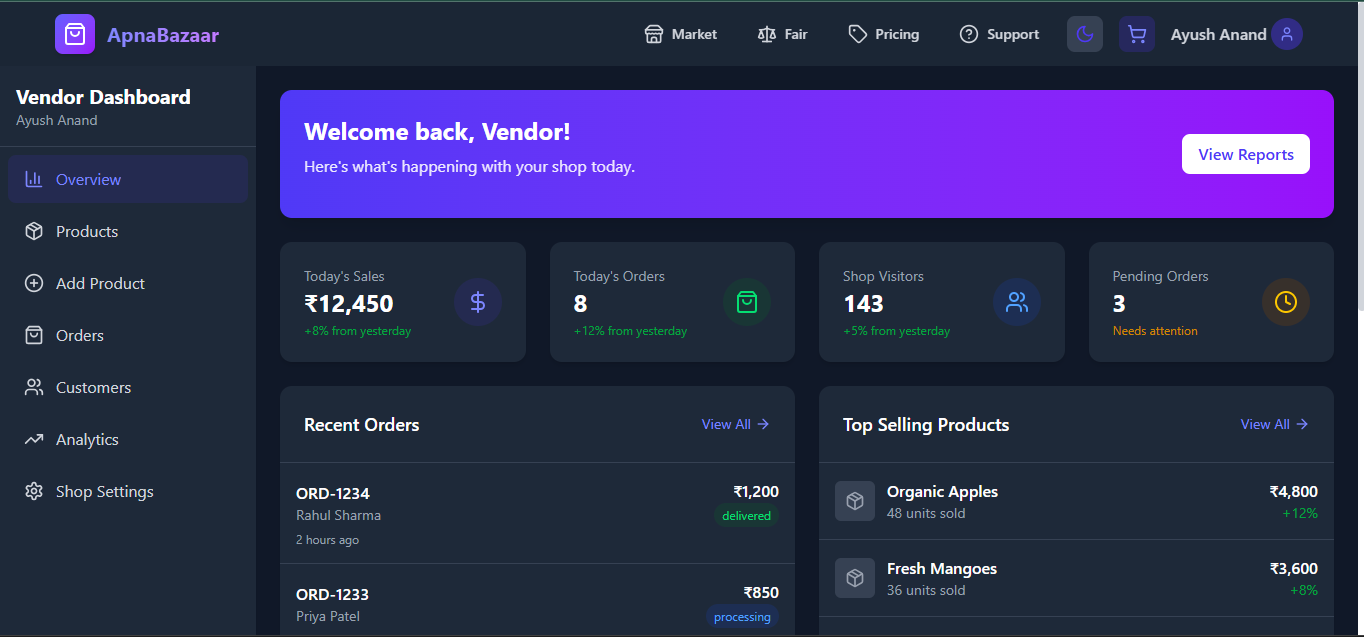 ApnaBazaar
Market
Fair
Pricing
Support
Ayush Anand
Vendor Dashboard
Ayush Anand
Overview
Products
Add Product
Orders
Customers
Analytics
Shop Settings
Welcome back, Vendor!
Here's what's happening with your shop today.
View Reports
Today's Sales
₹12,450
+8% from yesterday
Today's Orders
8
+12% from yesterday
Shop Visitors
143
+5% from yesterday
Pending Orders
3
Needs attention
Recent Orders
View All
ORD-1234
₹1,200
Rahul Sharma
delivered
2 hours ago
ORD-1233
₹850
Priya Patel
processing
Top Selling Products
View All
Organic Apples
₹4,800
48 units sold
+12%
Fresh Mangoes
₹3,600
36 units sold
+8%